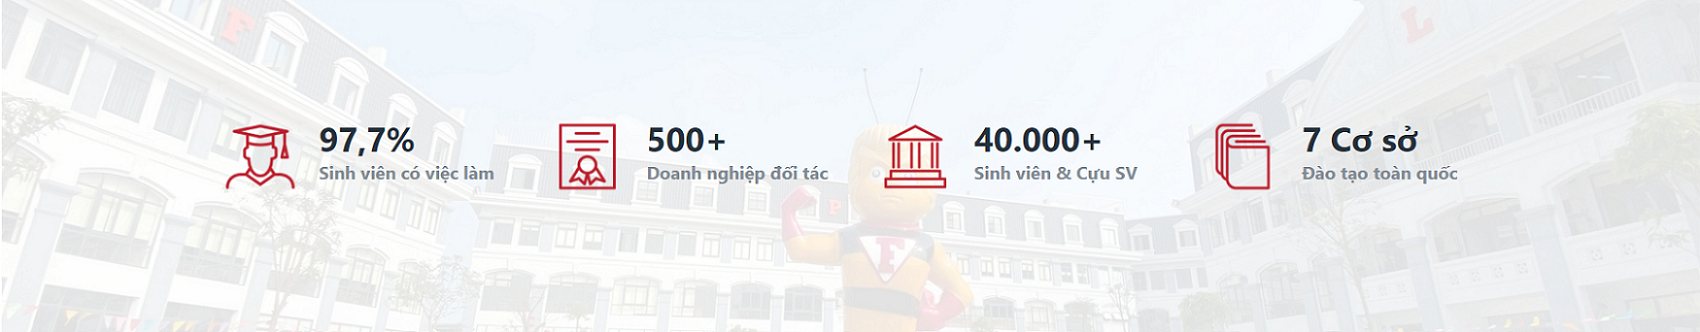 F
L
97,7%
Sinh viên có việc làm
500+
Doanh nghiệp đối tác
40.000+
Sinh viên & Cựu SV
7 Cơ sở
Đào tạo toàn quốc
P
F